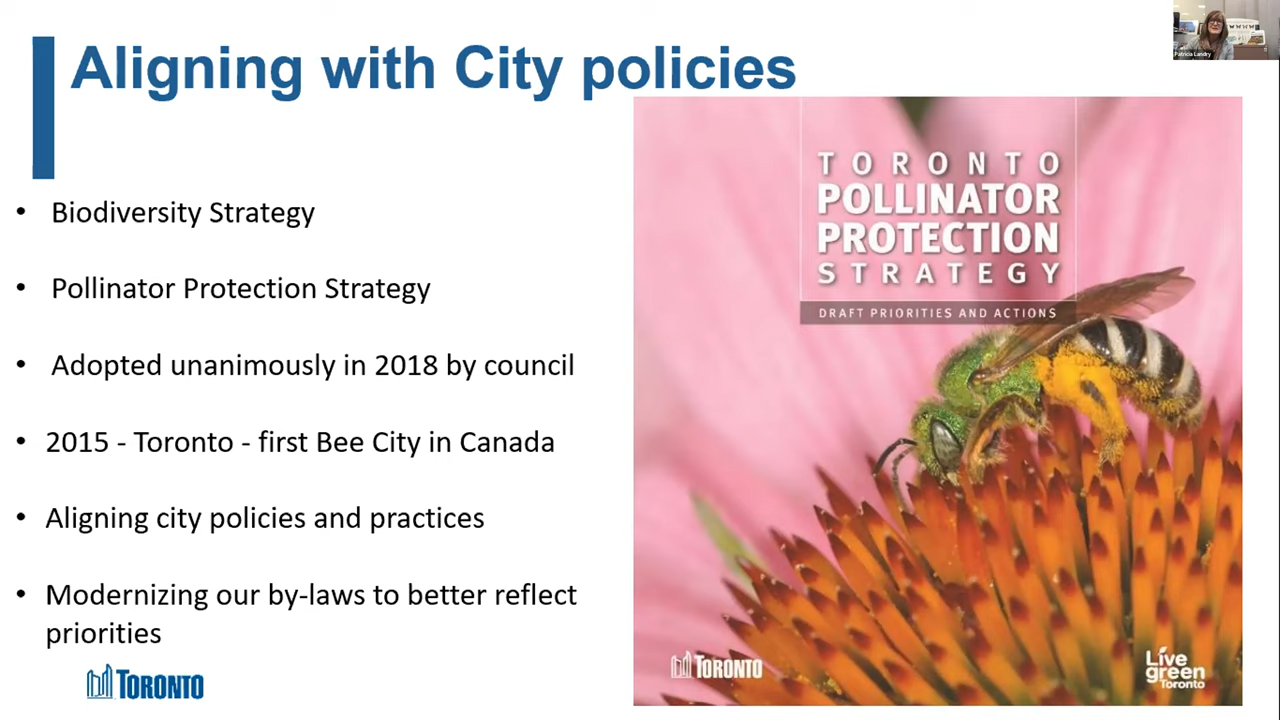 Aligning with City policies
Patricia Landry
• Biodiversity Strategy
• Pollinator Protection Strategy
• Adopted unanimously in 2018 by council
• 2015 - Toronto - first Bee City in Canada
• Aligning city policies and practices
• Modernizing our by-laws to better reflect
priorities
TORONTO
TORONTO
POLLINATOR
PROTECTION
STRATEGY
DRAFT PRIORITIES AND ACTIONS
TORONTO
Live
green
Toronto